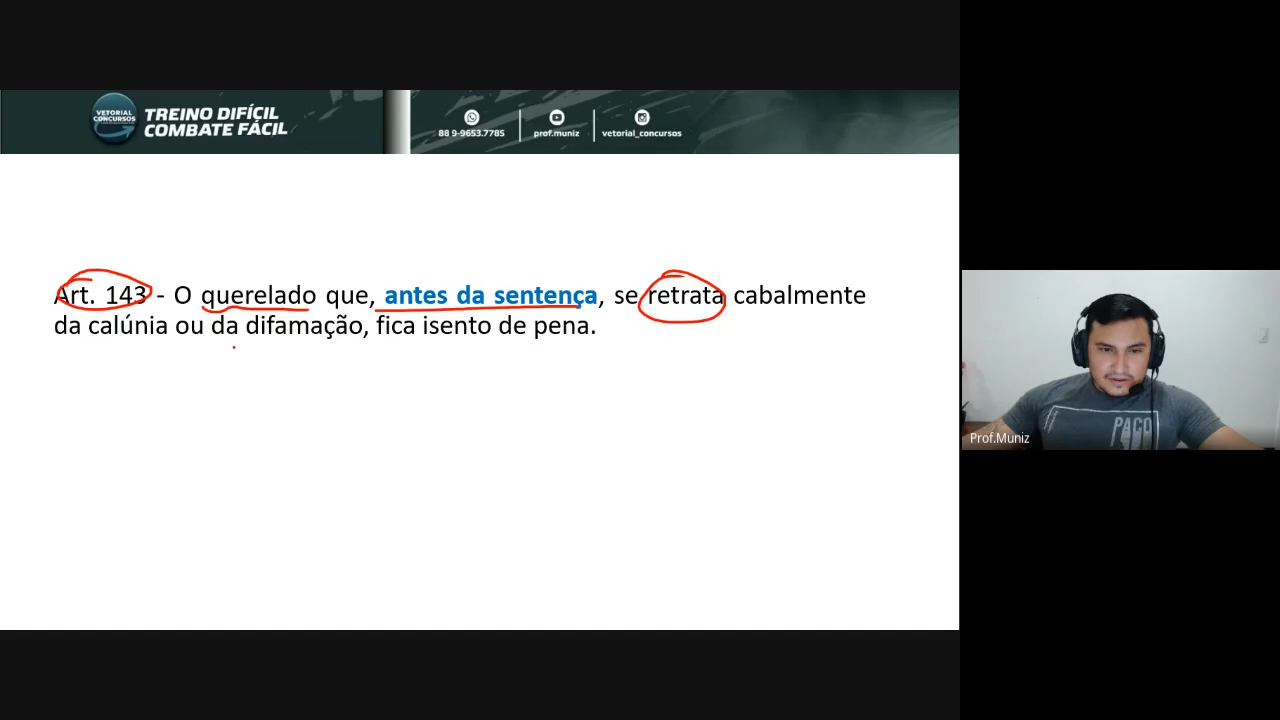 VETORIAL
CONCURSOS
TREINO DIFÍCIL
COMBATE FÁCIL
88 9-9653.7785
prof.muniz
vetorial_concursos
Art. 143 - O querelado que, antes da sentença, se retrata cabalmente
da calúnia ou da difamação, fica isento de pena.
PACO
Prof.Muniz